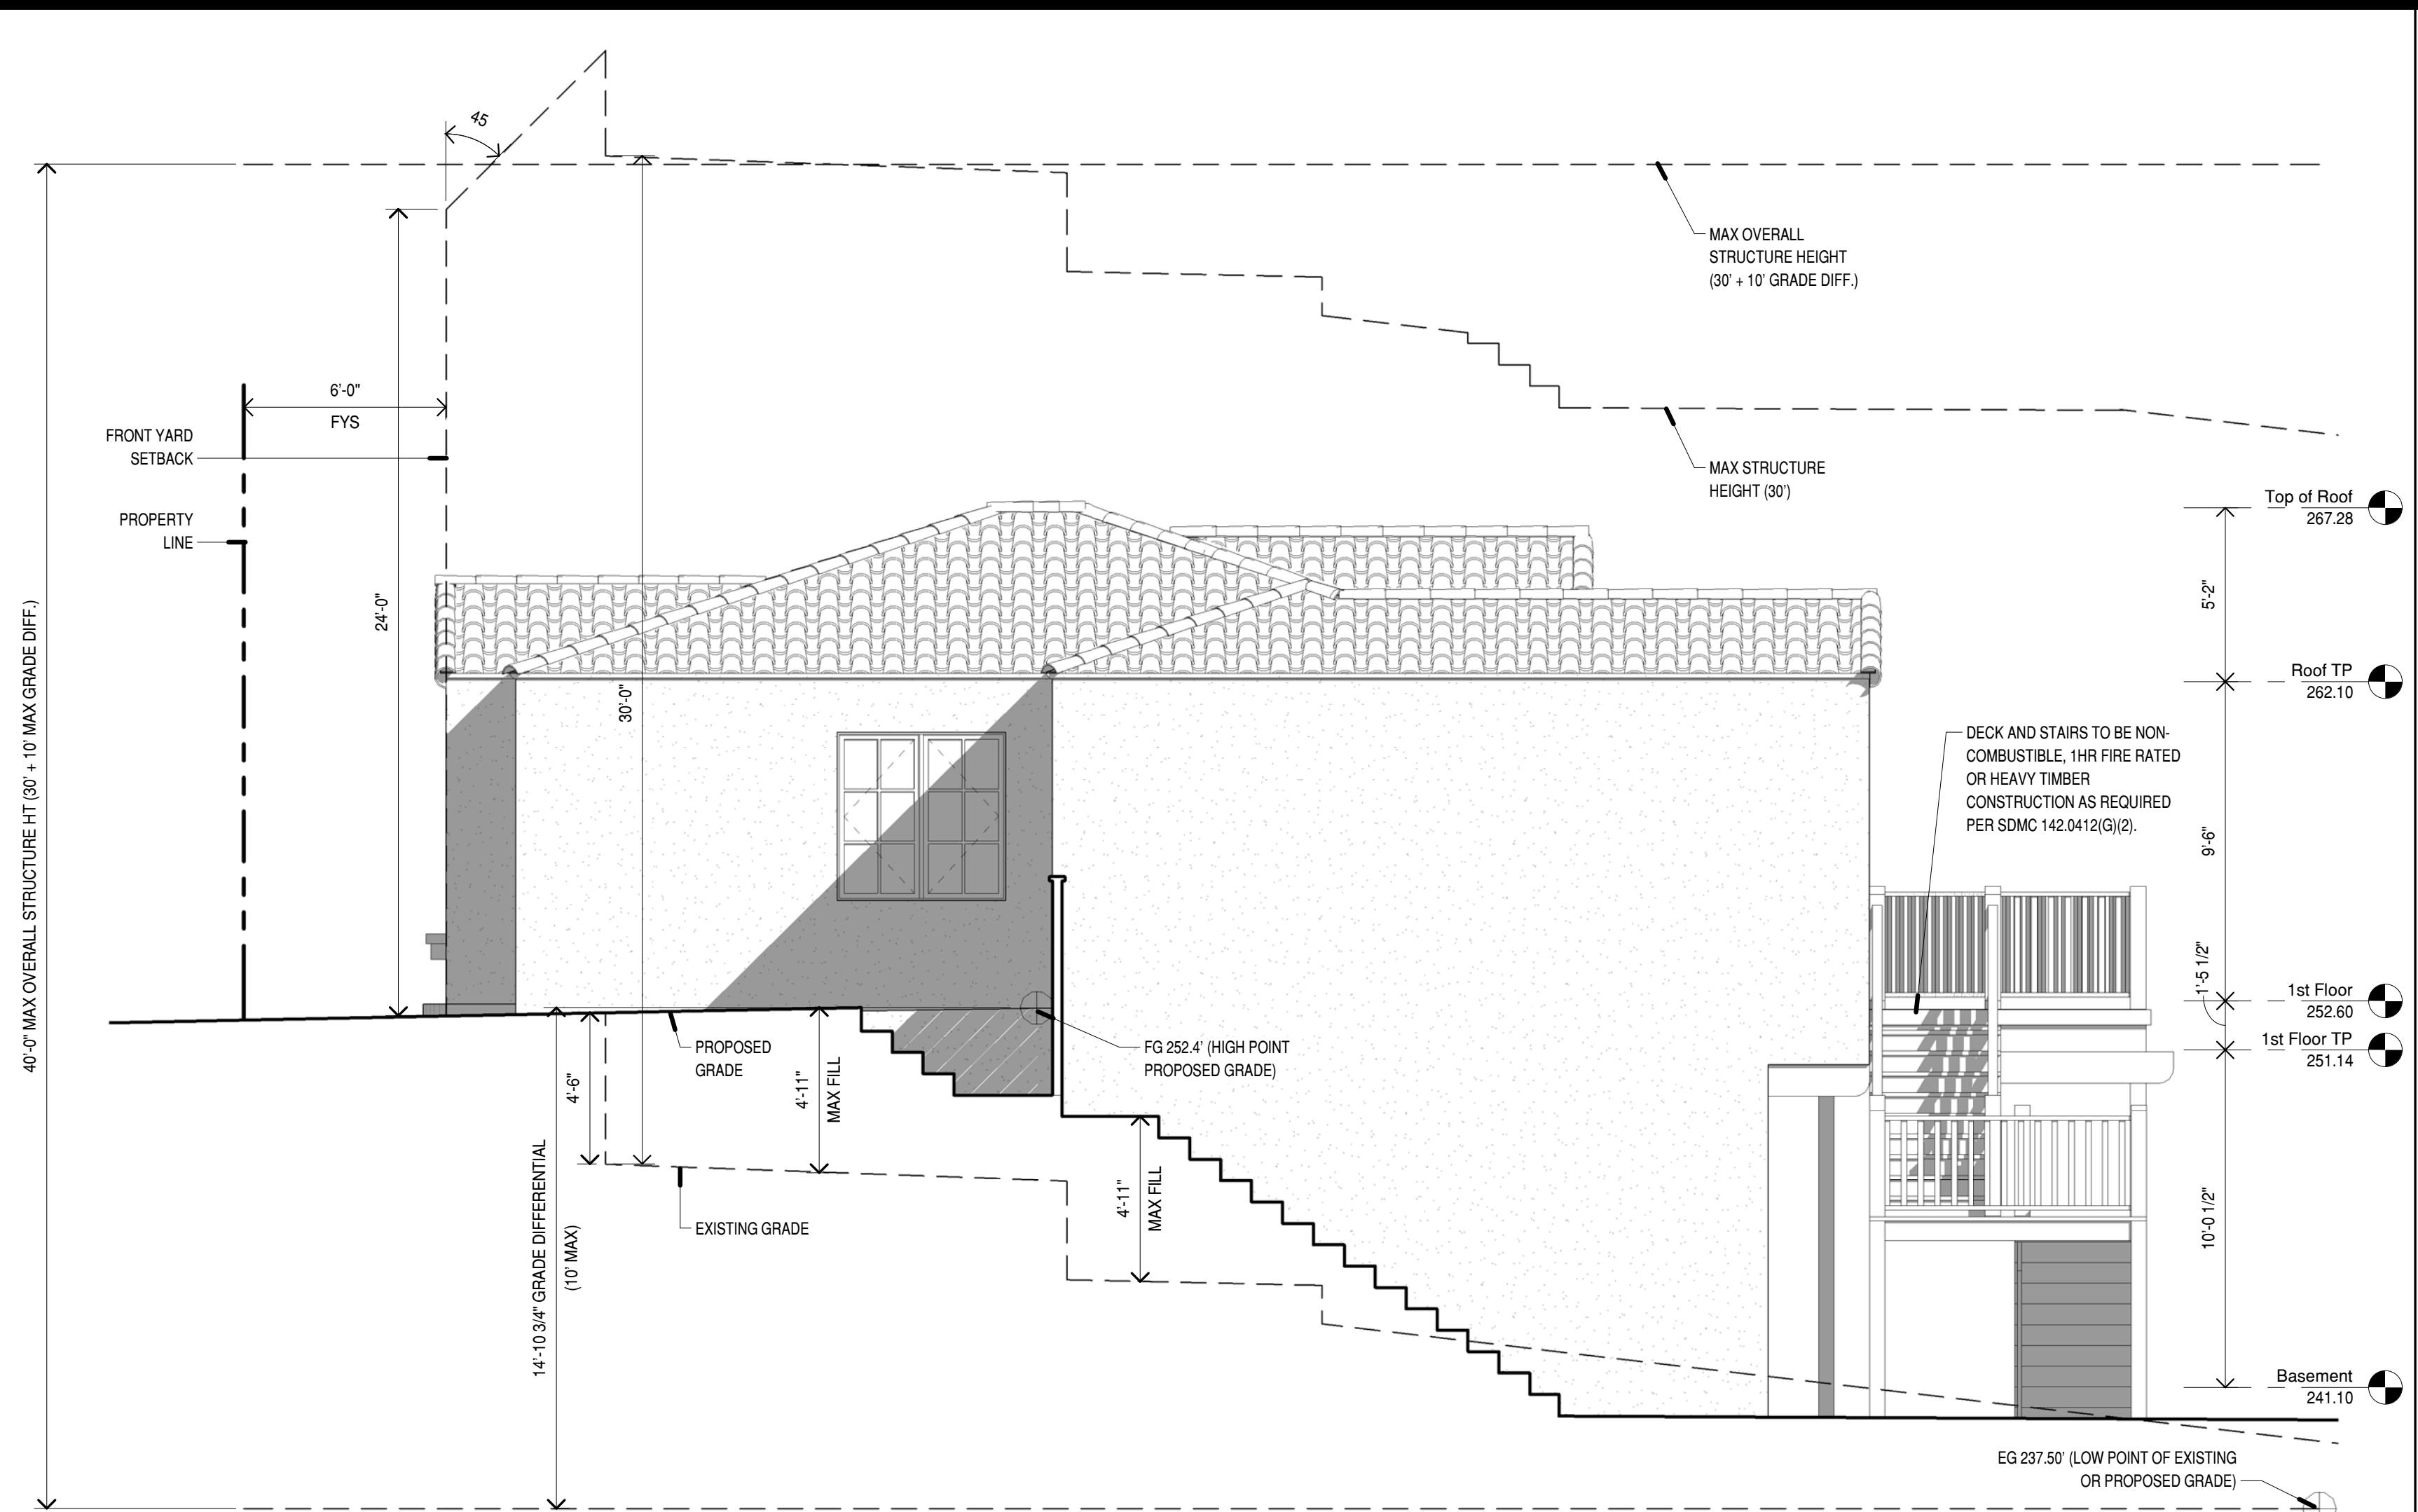 45
MAX OVERALL
STRUCTURE HEIGHT
(30' + 10' GRADE DIFF.)
6'-0"
FYS
FRONT YARD
SETBACK
MAX STRUCTURE
HEIGHT (30')
PROPERTY
LINE
Top of Roof
267.28
40'-0" MAX OVERALL STRUCTURE HT (30' + 10' MAX GRADE DIFF.)
24'-0"
30'-0"
5'-2"
Roof TP
262.10
DECK AND STAIRS TO BE NON-
COMBUSTIBLE, 1HR FIRE RATED
OR HEAVY TIMBER
CONSTRUCTION AS REQUIRED
PER SDMC 142.0412(G)(2).
9'-6"
1'-5 1/2"
1st Floor
252.60
1st Floor TP
251.14
PROPOSED
GRADE
FG 252.4' (HIGH POINT
PROPOSED GRADE)
4'-6"
4'-11"
MAX FILL
4'-11"
MAX FILL
EXISTING GRADE
14'-10 3/4" GRADE DIFFERENTIAL
(10' MAX)
10'-0 1/2"
Basement
241.10
EG 237.50' (LOW POINT OF EXISTING
OR PROPOSED GRADE)